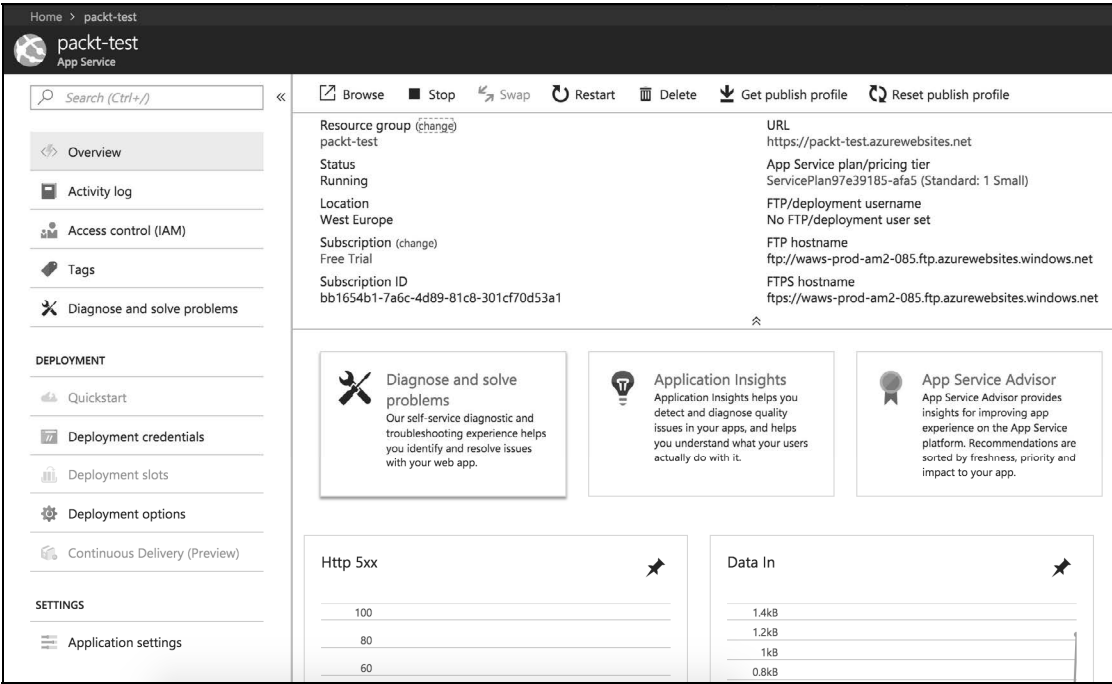 Home > packt-test
packt-test
App Service
Search (Ctrl+/)
«
Overview
Activity log
Access control (IAM)
Tags
Diagnose and solve problems
DEPLOYMENT
Quickstart
Deployment credentials
Deployment slots
Deployment options
Continuous Delivery (Preview)
SETTINGS
Application settings
Browse Stop Swap Restart Delete Get publish profile Reset publish profile
Resource group (change)
packt-test
Status
Running
Location
West Europe
Subscription (change)
Free Trial
Subscription ID
bb1654b1-7a6c-4d89-81c8-301cf70d53a1
URL
https://packt-test.azurewebsites.net
App Service plan/pricing tier
ServicePlan97e39185-afa5 (Standard: 1 Small)
FTP/deployment username
No FTP/deployment user set
FTP hostname
ftp://waws-prod-am2-085.ftp.azurewebsites.windows.net
FTPS hostname
ftps://waws-prod-am2-085.ftp.azurewebsites.windows.net
Diagnose and solve
problems
Our self-service diagnostic and
troubleshooting experience helps
you identify and resolve issues
with your web app.
Application Insights
Application Insights helps you
detect and diagnose quality
issues in your apps, and helps
you understand what your users
actually do with it.
App Service Advisor
App Service Advisor provides
insights for improving app
experience on the App Service
platform. Recommendations are
sorted by freshness, priority and
impact to your app.
Http 5xx
100
80
60
Data In
1.4kB
1.2kB
1kB
0.8kB